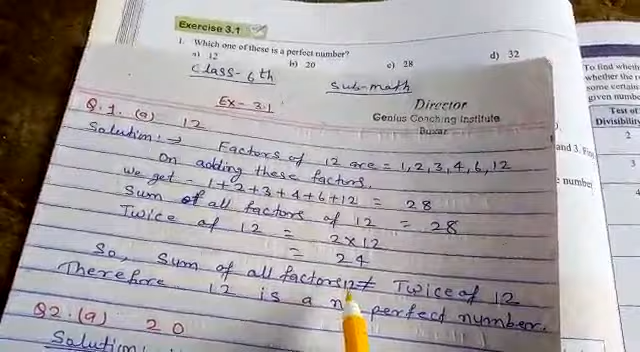 Exercise 3.1
1. Which one of these is a perfect number?
a) 12 b) 20 c) 28 d) 32
Class-6th Sub-math
Ex-3.1
Director
Genius Coaching Institute
Buxar
Q.1. (a) 12
Solution:→ Factors of 12 are = 1,2,3,4,6,12
On adding these factors.
We get - 1+2+3+4+6+12 = 28
Sum of all factors of 12 = 28
Twice of 12 = 2×12
= 24
So, Sum of all factors 12 ≠ Twice of 12
Therefore 12 is a perfect number.
Q2.(a) 20
Solution:
To find wheth
whether the
some certain
given numbe
Test of
Divisibility
2
3
4
5
and 3.
number